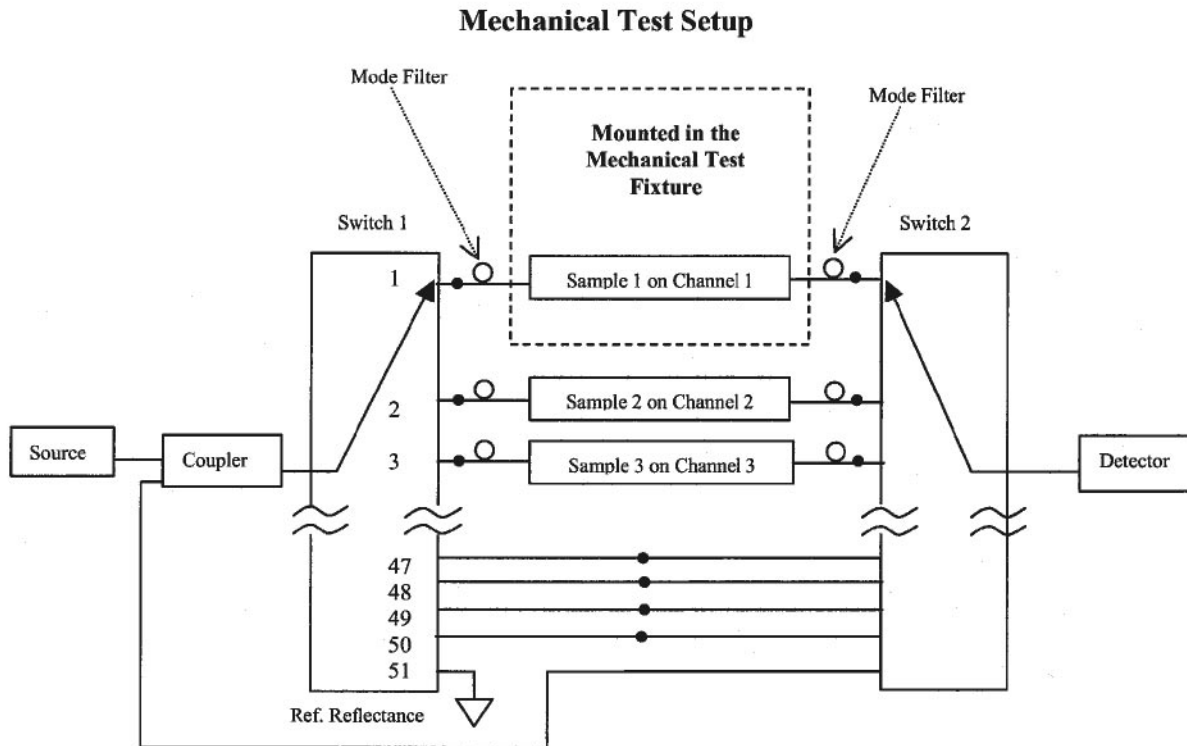 Mechanical Test Setup
Mode Filter
Mode Filter
Mounted in the
Mechanical Test
Fixture
Switch 1
Switch 2
1
Sample 1 on Channel 1
2
Sample 2 on Channel 2
Source
Coupler
3
Sample 3 on Channel 3
Detector
47
48
49
50
51
Ref. Reflectance